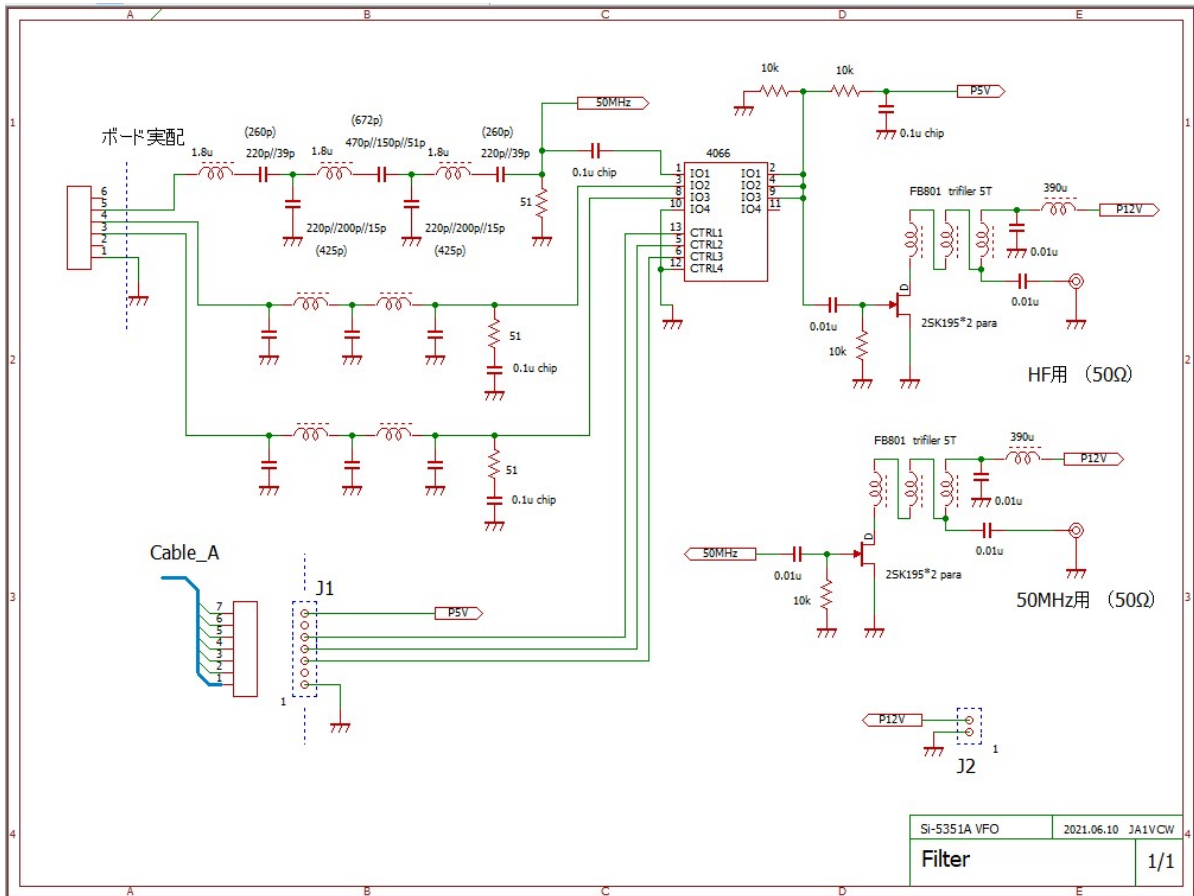 A B C D E
1
2
3
4
1
2
3
4
A B C D E
ボード実配
6
5
4
3
2
1
1.8u
(260p)
220p//39p
1.8u
(672p)
470p//150p//51p
1.8u
(260p)
220p//39p
220p//200p//15p
(425p)
220p//200p//15p
(425p)
51
50MHz
0.1u chip
51
0.1u chip
51
0.1u chip
10k
10k
P5V
0.1u chip
4066
1 IO1 IO1 2
3 IO2 IO2 4
8 IO3 IO3 9
10 IO4 IO4 11
13 CTRL1
5 CTRL2
6 CTRL3
12 CTRL4
FB801 trifiler 5T
390u
P12V
0.01u
0.01u
D
0.01u
2SK195*2 para
10k
HF用 (50Ω)
FB801 trifiler 5T
390u
P12V
0.01u
0.01u
D
50MHz
0.01u
2SK195*2 para
10k
50MHz用 (50Ω)
Cable_A
7
6
5
4
3
2
1
J1
1
P5V
P12V
1
J2
Si-5351A VFO
2021.06.10 JA1VCW
Filter
1/1